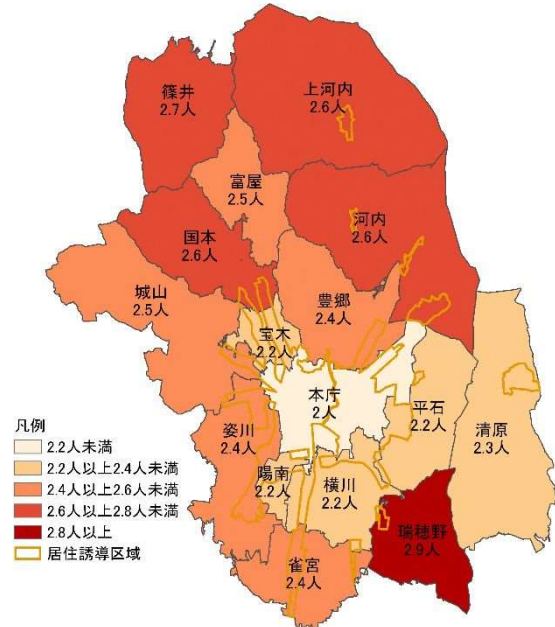 篠井
2.7人
上河内
2.6人
富屋
2.5人
国本
2.6人
河内
2.6人
城山
2.5人
豊郷
2.4人
宝木
2.2人
本庁
2人
平石
2.2人
清原
2.3人
姿川
2.4人
陽南
2.2人
横川
2.2人
瑞穂野
2.9人
雀宮
2.4人
凡例
2.2人未満
2.2人以上2.4人未満
2.4人以上2.6人未満
2.6人以上2.8人未満
2.8人以上
居住誘導区域